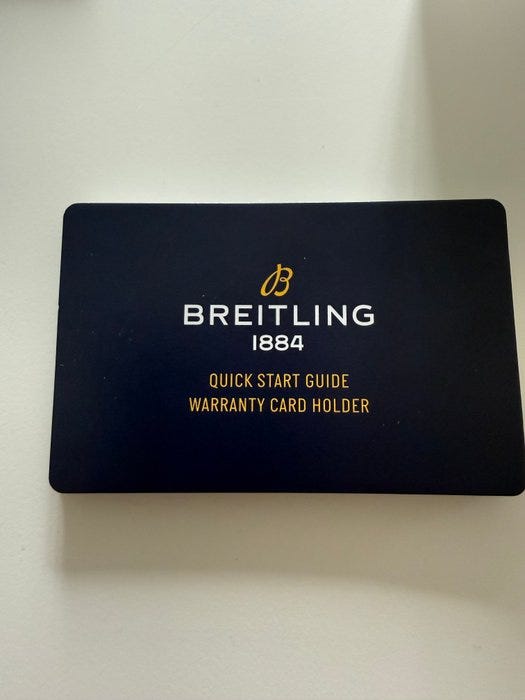 B
BREITLING
1884
QUICK START GUIDE
WARRANTY CARD HOLDER